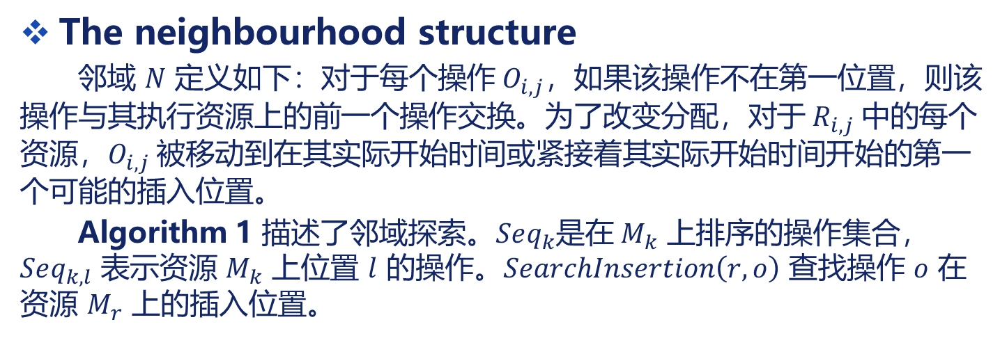 ❖ The neighbourhood structure
邻域 N 定义如下：对于每个操作 O_{i,j}，如果该操作不在第一位置，则该
操作与其执行资源上的前一个操作交换。为了改变分配，对于 R_{i,j} 中的每个
资源，O_{i,j} 被移动到在其实际开始时间或紧接着其实际开始时间开始的第一
个可能的插入位置。
Algorithm 1 描述了邻域探索。Seq_k是在 M_k 上排序的操作集合，
Seq_{k,l} 表示资源 M_k 上位置 l 的操作。SearchInsertion(r,o) 查找操作 o 在
资源 M_r 上的插入位置。